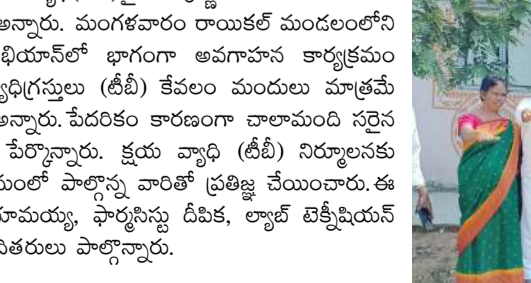 అన్నారు. మంగళవారం రాయికల్ మండలంలోని
భియాన్‌లో భాగంగా అవగాహన కార్యక్రమం
గ్రస్తులు (టీబీ) కేవలం మందులు మాత్రమే
అన్నారు. పేదరికం కారణంగా చాలామంది సరైన
పేర్కొన్నారు. క్షయ వ్యాధి (టీబీ) నిర్మూలనకు
పాల్గొన్న వారితో ప్రతిజ్ఞ చేయించారు. ఈ
మయ్య, ఫార్మసిస్టు దీపిక, ల్యాబ్ టెక్నీషియన్
తరులు పాల్గొన్నారు.